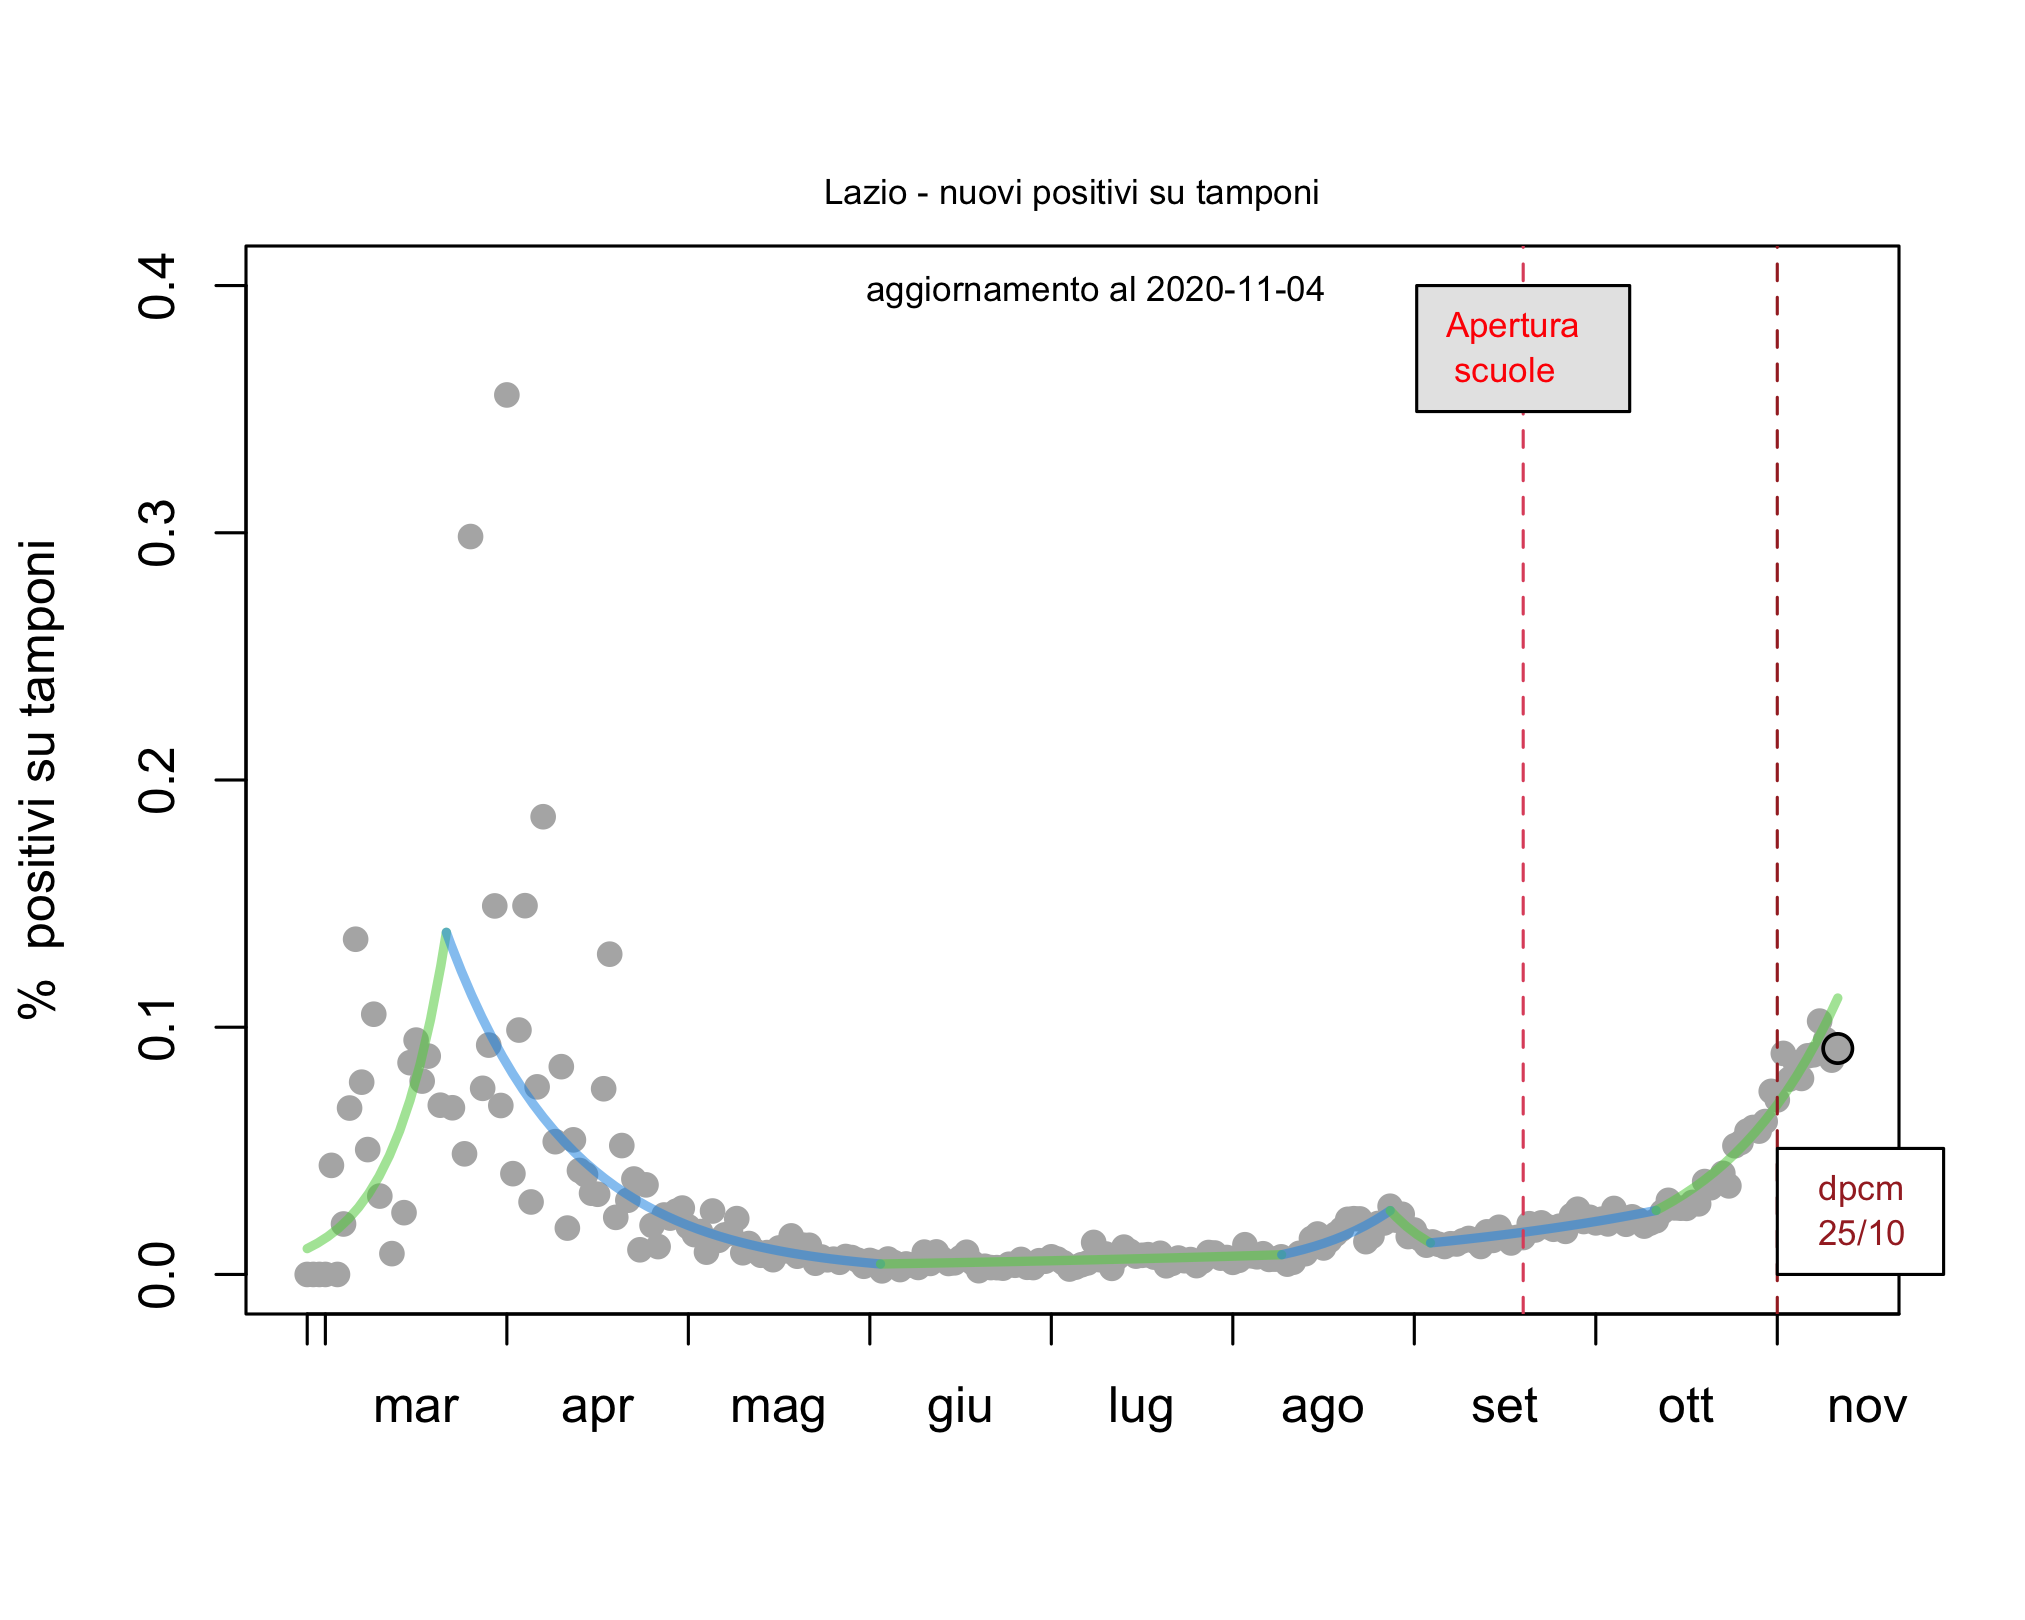 Lazio - nuovi positivi su tamponi
aggiornamento al 2020-11-04
Apertura
scuole
dpcm
25/10
% positivi su tamponi
0.4
0.3
0.2
0.1
0.0
mar apr mag giu lug ago set ott nov